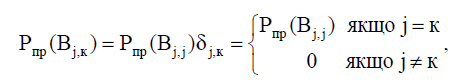 Pпр(Bj,к) = Pпр(Bj,j)δj,к = { Pпр(Bj,j) якщо j = к
0 якщо j ≠ к ,